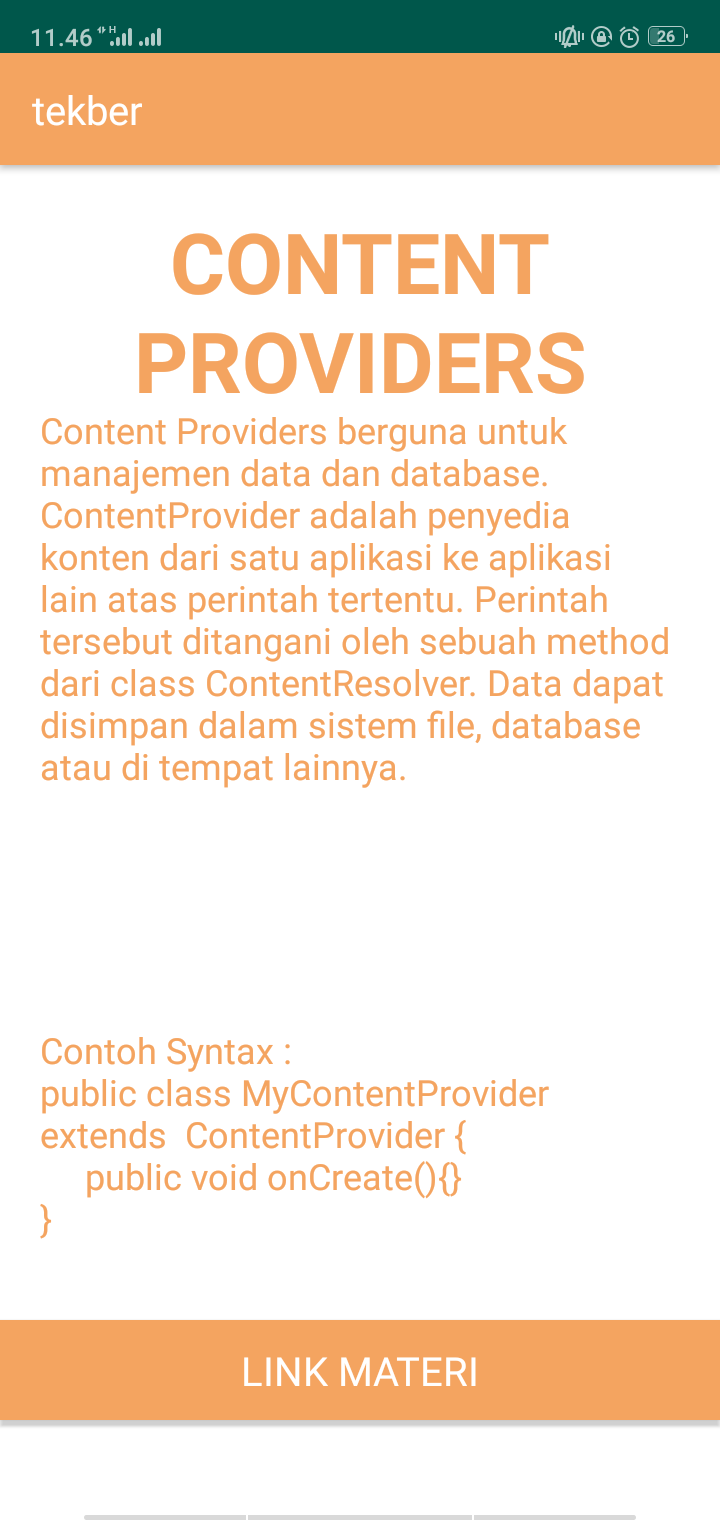 11.46
26
tekber
CONTENT
PROVIDERS
Content Providers berguna untuk
manajemen data dan database.
ContentProvider adalah penyedia
konten dari satu aplikasi ke aplikasi
lain atas perintah tertentu. Perintah
tersebut ditangani oleh sebuah method
dari class ContentResolver. Data dapat
disimpan dalam sistem file, database
atau di tempat lainnya.
Contoh Syntax :
public class MyContentProvider
extends  ContentProvider {
     public void onCreate(){}
}
LINK MATERI